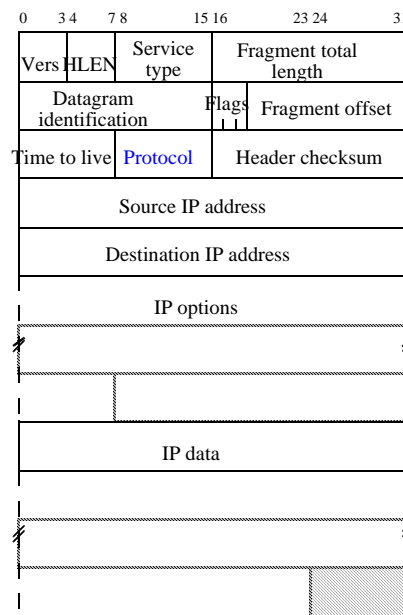 0 3 4 7 8 15 16 23 24 3
Vers HLEN Service type Fragment total length
Datagram identification Flags Fragment offset
Time to live Protocol Header checksum
Source IP address
Destination IP address
IP options
IP data